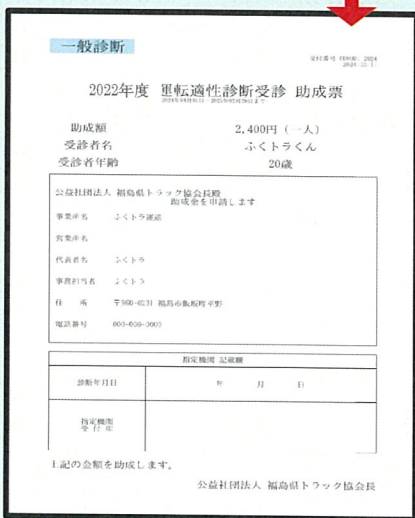 一般診断
2022年度 運転適性診断受診 助成票
助成額 2,400円（一人）
受診者名 ふくトラくん
受診者年齢 20歳
公益社団法人 福島県トラック協会長殿
助成金を申請します
事業所名 ふくトラ運送
営業所名
代表者名 ふくトラ
事務担当者 ふくトラ
住 所 〒960-0231 福島市飯坂町平野
電話番号 000-000-0000
指定機関 記載欄
診断年月日 年 月 日
指定機関
受付印
上記の金額を助成します。
公益社団法人 福島県トラック協会長